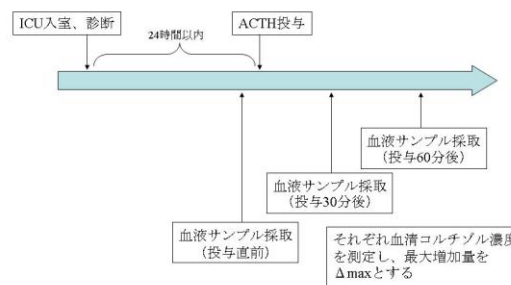 ICU入室、診断
24時間以内
ACTH投与
血液サンプル採取
（投与60分後）
血液サンプル採取
（投与30分後）
血液サンプル採取
（投与直前）
それぞれ血清コルチゾル濃度
を測定し、最大増加量を
Δmaxとする